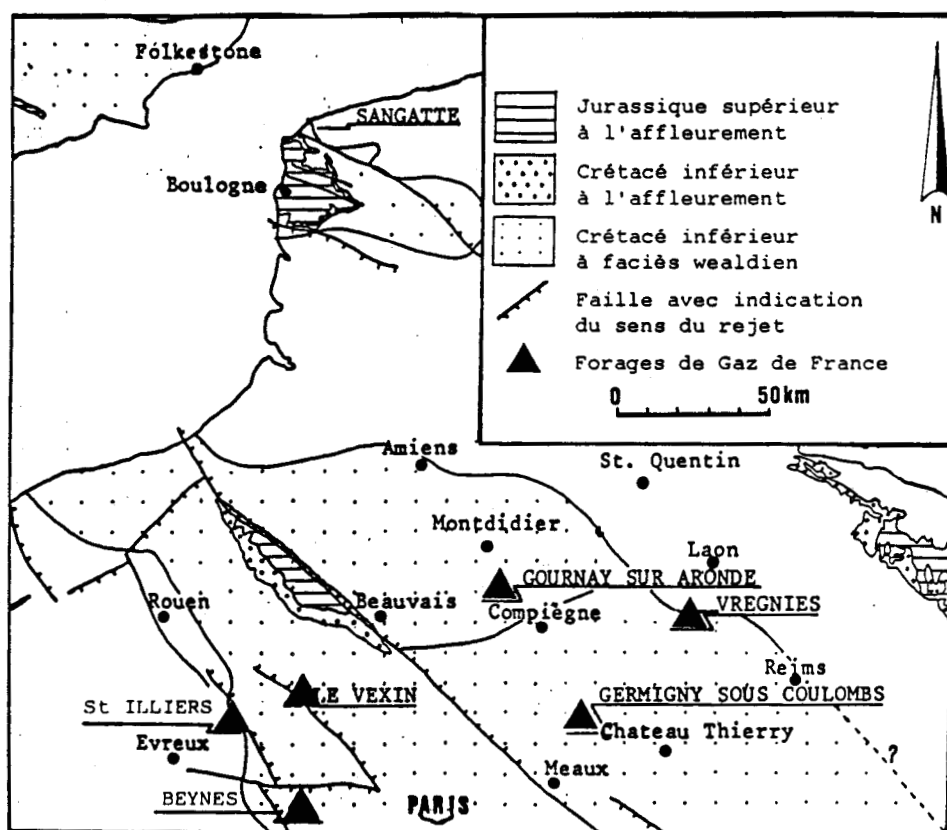 Folkestone
SANGATTE
Boulogne
Jurassique supérieur
à l'affleurement
Crétacé inférieur
à l'affleurement
Crétacé inférieur
à faciès wealdien
Faille avec indication
du sens du rejet
Forages de Gaz de France
0 50km
N
Amiens
St. Quentin
Montdidier
Laon
GOURNAY SUR ARONDE
Rouen
Beauvais
Compiègne
VREGNIES
Reims
LE VEXIN
GERMIGNY SOUS COULOMBS
St ILLIERS
Chateau Thierry
Evreux
?
Meaux
BEYNES
PARIS